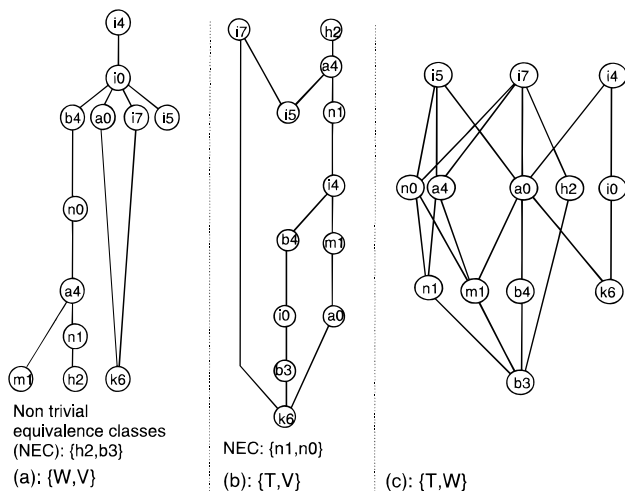 i4
i0
b4 a0 i7 i5
n0
a4
n1
m1 h2 k6
Non trivial
equivalence classes
(NEC): {h2,b3}
(a): {W,V}
i7 h2
a4
i5 n1
i4
b4 m1
i0 a0
b3
k6
NEC: {n1,n0}
(b): {T,V}
i5 i7 i4
n0 a4 a0 h2 i0
n1 m1 b4 k6
b3
(c): {T,W}